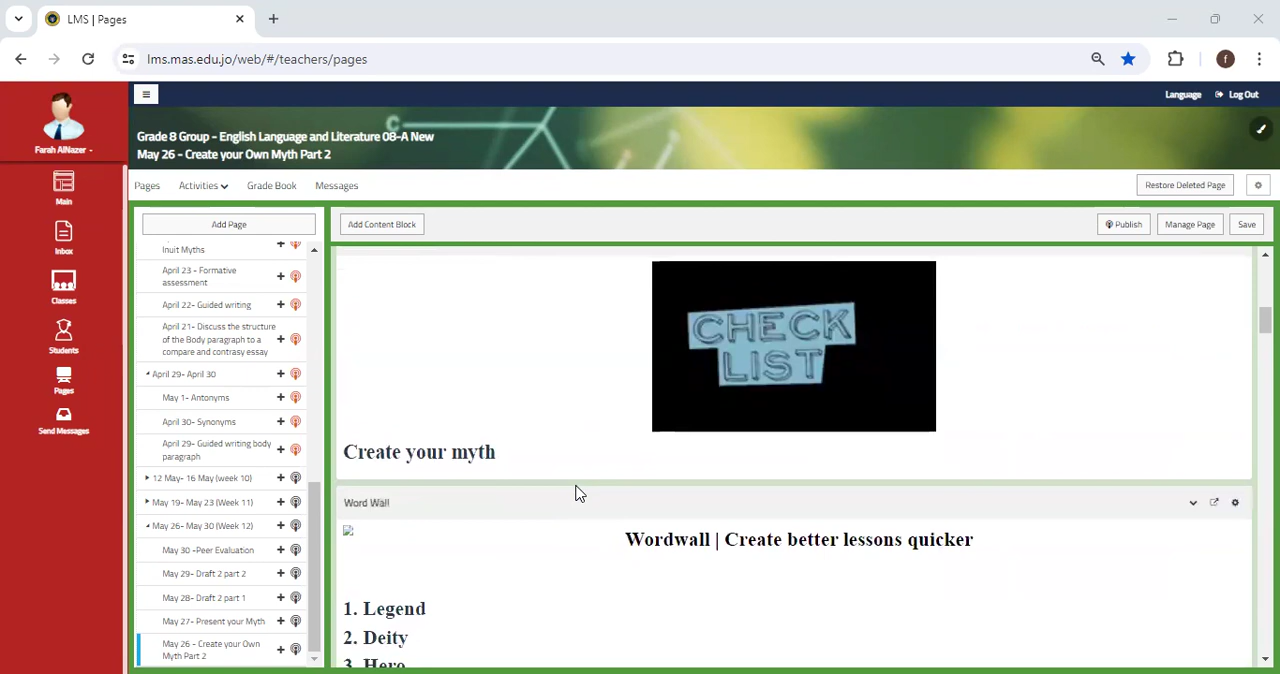 LMS | Pages
lms.mas.edu.jo/web/#/teachers/pages
f
Language
Log Out
Farah AlNazer
Grade 8 Group - English Language and Literature 08-A New
May 26 - Create your Own Myth Part 2
Pages
Activities
Grade Book
Messages
Restore Deleted Page
Main
Inbox
Classes
Students
Pages
Send Messages
Add Page
Inuit Myths
April 23 - Formative
assessment
April 22- Guided writing
April 21- Discuss the structure
of the Body paragraph to a
compare and contrasty essay
April 29- April 30
May 1- Antonyms
April 30- Synonyms
April 29- Guided writing body
paragraph
12 May- 16 May (week 10)
May 19- May 23 (Week 11)
May 26- May 30 (Week 12)
May 30 -Peer Evaluation
May 29- Draft 2 part 2
May 28- Draft 2 part 1
May 27- Present your Myth
May 26 - Create your Own
Myth Part 2
Add Content Block
Publish
Manage Page
Save
CHECK
LIST
Create your myth
Word Wall
Wordwall | Create better lessons quicker
1. Legend
2. Deity
3. Hero